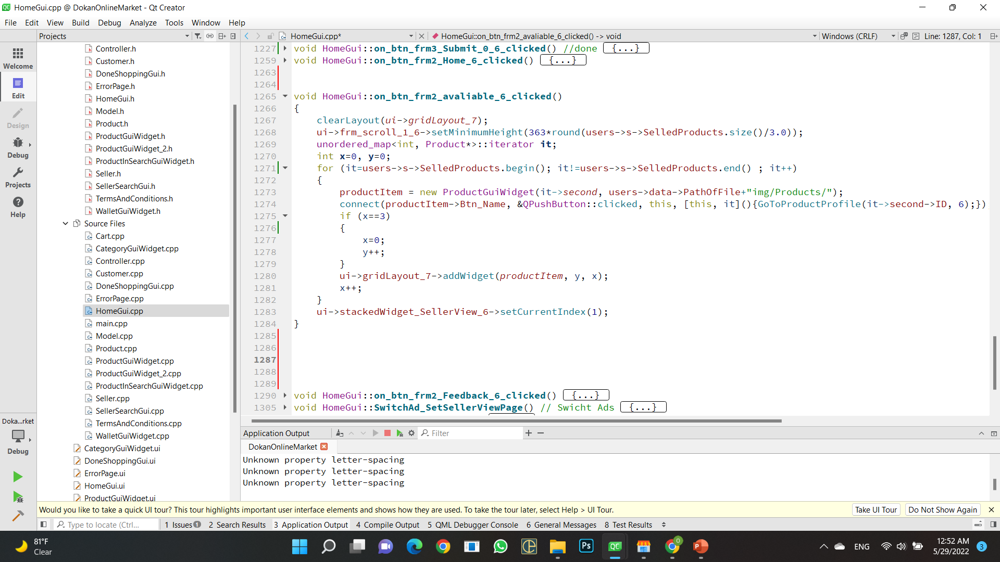 HomeGui.cpp @ DokanOnlineMarket - Qt Creator
File Edit View Build Debug Analyze Tools Window Help
Projects
HomeGui.cpp*
HomeGui::on_btn_frm2_avaliable_6_clicked() -> void
Windows (CRLF)
Line: 1287, Col: 1
Welcome
Edit
Design
Debug
Projects
Help
Doka...rket
Debug
Controller.h
Customer.h
DoneShoppingGui.h
ErrorPage.h
HomeGui.h
Model.h
Product.h
ProductGuiWidget.h
ProductGuiWidget_2.h
ProductInSearchGuiWidget.h
Seller.h
SellerSearchGui.h
TermsAndConditions.h
WalletGuiWidget.h
Source Files
Cart.cpp
CategoryGuiWidget.cpp
Controller.cpp
Customer.cpp
DoneShoppingGui.cpp
ErrorPage.cpp
HomeGui.cpp
main.cpp
Model.cpp
Product.cpp
ProductGuiWidget.cpp
ProductGuiWidget_2.cpp
ProductInSearchGuiWidget.cpp
Seller.cpp
SellerSearchGui.cpp
TermsAndConditions.cpp
WalletGuiWidget.cpp
CategoryGuiWidget.ui
DoneShoppingGui.ui
ErrorPage.ui
HomeGui.ui
ProductGuiWidget.ui
1227 void HomeGui::on_btn_frm3_Submit_0_6_clicked() //done {...}
1259 void HomeGui::on_btn_frm2_Home_6_clicked() {...}
1263
1264
1265 void HomeGui::on_btn_frm2_avaliable_6_clicked()
1266 {
1267 clearLayout(ui->gridLayout_7);
1268 ui->frm_scroll_1_6->setMinimumHeight(363*round(users->s->SelledProducts.size()/3.0));
1269 unordered_map<int, Product*>::iterator it;
1270 int x=0, y=0;
1271 for (it=users->s->SelledProducts.begin(); it!=users->s->SelledProducts.end() ; it++)
1272 {
1273 productItem = new ProductGuiWidget(it->second, users->data->PathOfFile+"img/Products/");
1274 connect(productItem->Btn_Name, &QPushButton::clicked, this, [this, it](){GoToProductProfile(it->second->ID, 6);})
1275 if (x==3)
1276 {
1277 x=0;
1278 y++;
1279 }
1280 ui->gridLayout_7->addWidget(productItem, y, x);
1281 x++;
1282 }
1283 ui->stackedWidget_SellerView_6->setCurrentIndex(1);
1284 }
1285
1286
1287
1288
1289
1290 void HomeGui::on_btn_frm2_Feedback_6_clicked() {...}
1305 void HomeGui::SwitchAd_SetSellerViewPage() // Swicht Ads {...}
Application Output
Filter
DokanOnlineMarket
Unknown property letter-spacing
Unknown property letter-spacing
Unknown property letter-spacing
Would you like to take a quick UI tour? This tour highlights important user interface elements and shows how they are used. To take the tour later, select Help > UI Tour.
Take UI Tour
Do Not Show Again
Type to locate (Ctrl...
1 Issues 1
2 Search Results
3 Application Output
4 Compile Output
5 QML Debugger Console
6 General Messages
8 Test Results
81°F
Clear
Ps
QC
0
P
ENG
12:52 AM
5/29/2022
3